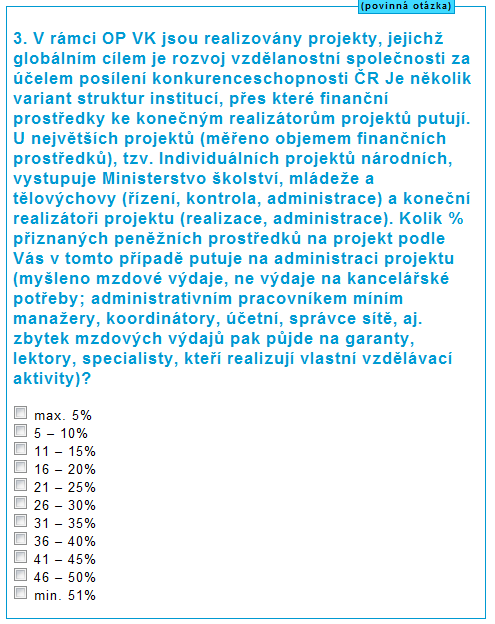 (povinná otázka)
3. V rámci OP VK jsou realizovány projekty, jejichž
globálním cílem je rozvoj vzdělanostní společnosti za
účelem posílení konkurenceschopnosti ČR Je několik
variant struktur institucí, přes které finanční
prostředky ke konečným realizátorům projektů putují.
U největších projektů (měřeno objemem finančních
prostředků), tzv. Individuálních projektů národních,
vystupuje Ministerstvo školství, mládeže a
tělovýchovy (řízení, kontrola, administrace) a koneční
realizátoři projektu (realizace, administrace). Kolik %
přiznaných peněžních prostředků na projekt podle
Vás v tomto případě putuje na administraci projektu
(myšleno mzdové výdaje, ne výdaje na kancelářské
potřeby; administrativním pracovníkem míním
manažery, koordinátory, účetní, správce sítě, aj.
zbytek mzdových výdajů pak půjde na garanty,
lektory, specialisty, kteří realizují vlastní vzdělávací
aktivity)?
max. 5%
5 – 10%
11 – 15%
16 – 20%
21 – 25%
26 – 30%
31 – 35%
36 – 40%
41 – 45%
46 – 50%
min. 51%